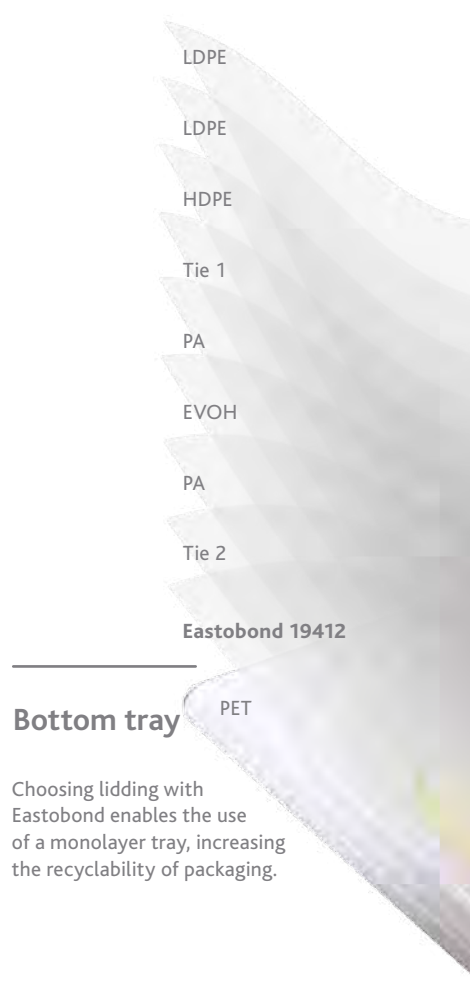 LDPE
LDPE
HDPE
Tie 1
PA
EVOH
PA
Tie 2
Eastobond 19412
PET
Bottom tray
Choosing lidding with
Eastobond enables the use
of a monolayer tray, increasing
the recyclability of packaging.